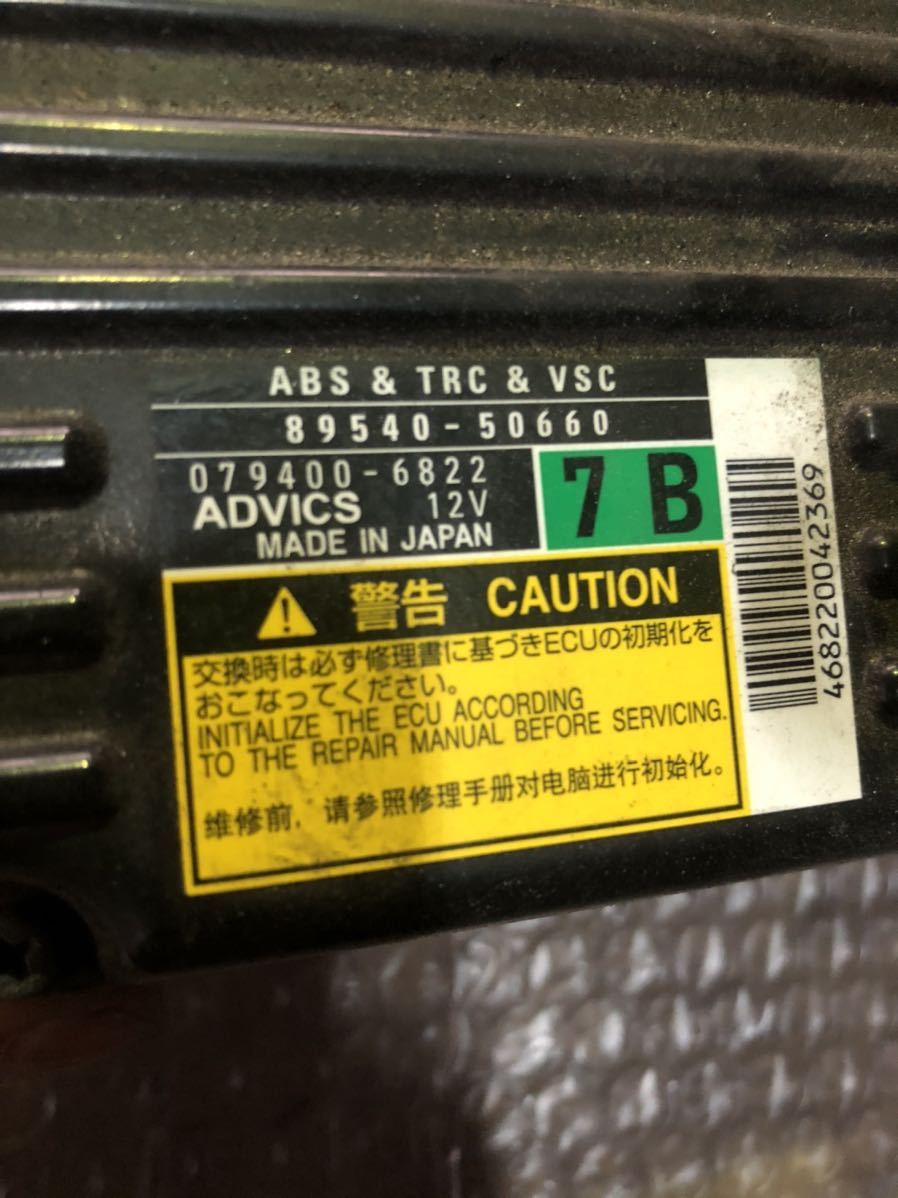 ABS & TRC & VSC
89540-50660
079400-6822
ADVICS 12V
MADE IN JAPAN
7B
468220042369
警告 CAUTION
交換時は必ず修理書に基づきECUの初期化を
おこなってください。
INITIALIZE THE ECU ACCORDING
TO THE REPAIR MANUAL BEFORE SERVICING.
维修前，请参照修理手册对电脑进行初始化。